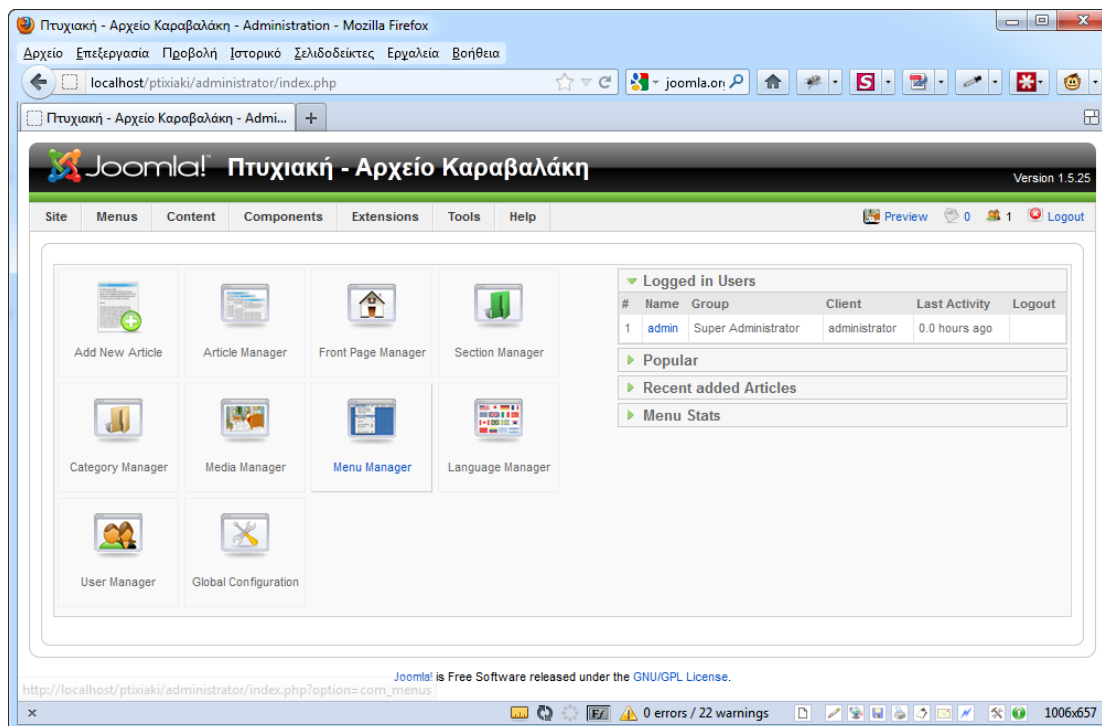 Πτυχιακή - Αρχείο Καραβαλάκη - Administration - Mozilla Firefox
Αρχείο Επεξεργασία Προβολή Ιστορικό Σελιδοδείκτες Εργαλεία Βοήθεια
localhost/ptixiaki/administrator/index.php joomla.or
Πτυχιακή - Αρχείο Καραβαλάκη - Admi...
Joomla! Πτυχιακή - Αρχείο Καραβαλάκη
Version 1.5.25
Site Menus Content Components Extensions Tools Help Preview 0 1 Logout
Add New Article Article Manager Front Page Manager Section Manager
Category Manager Media Manager Menu Manager Language Manager
User Manager Global Configuration
Logged in Users
# Name Group Client Last Activity Logout
1 admin Super Administrator administrator 0.0 hours ago
Popular
Recent added Articles
Menu Stats
Joomla! is Free Software released under the GNU/GPL License.
http://localhost/ptixiaki/administrator/index.php?option=com_menus
x 0 errors / 22 warnings 1006x657